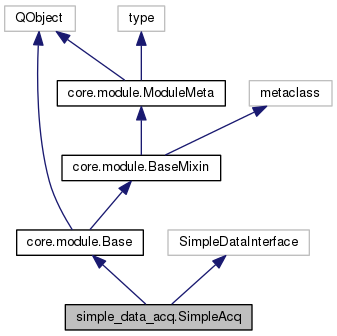 QObject
type
core.module.ModuleMeta
metaclass
core.module.BaseMixin
core.module.Base
SimpleDataInterface
simple_data_acq.SimpleAcq